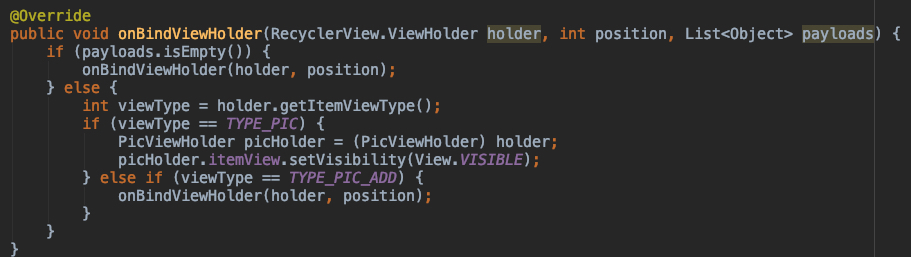 @Override
public void onBindViewHolder(RecyclerView.ViewHolder holder, int position, List<Object> payloads) {
    if (payloads.isEmpty()) {
        onBindViewHolder(holder, position);
    } else {
        int viewType = holder.getItemViewType();
        if (viewType == TYPE_PIC) {
            PicViewHolder picHolder = (PicViewHolder) holder;
            picHolder.itemView.setVisibility(View.VISIBLE);
        } else if (viewType == TYPE_PIC_ADD) {
            onBindViewHolder(holder, position);
        }
    }
}